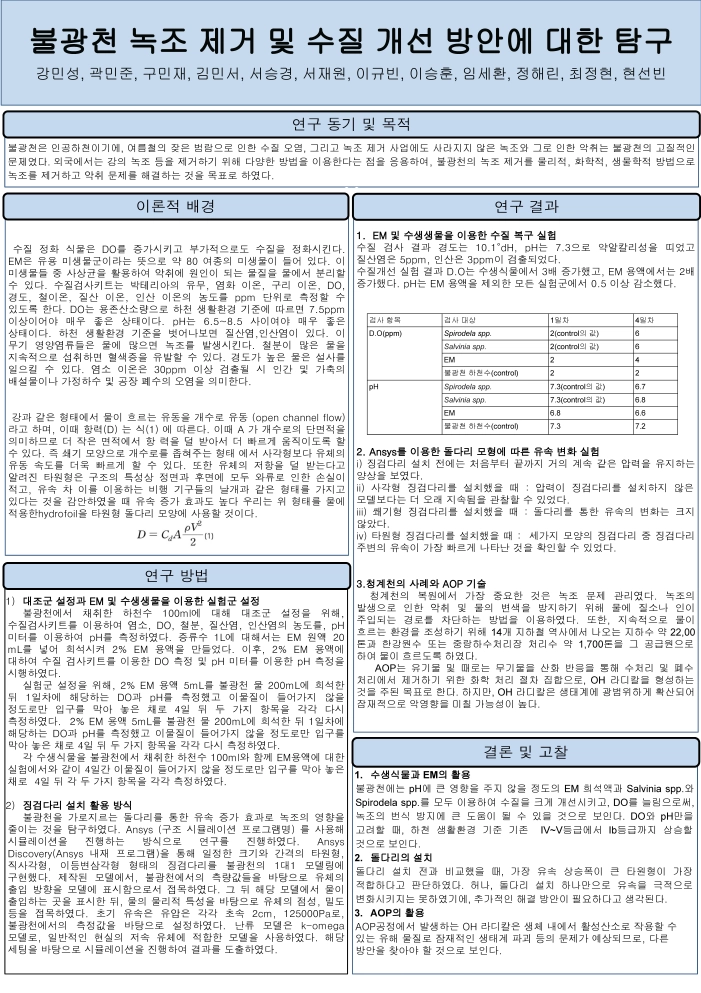 불광천 녹조 제거 및 수질 개선 방안에 대한 탐구
강민성, 곽민준, 구민재, 김민서, 서승경, 서재원, 이규빈, 이승훈, 임세환, 정해린, 최정현, 현선빈
연구 동기 및 목적
불광천은 인공하천이기에, 여름철의 잦은 범람으로 인한 수질 오염, 그리고 녹조 제거 사업에도 사라지지 않은 녹조와 그로 인한 악취는 불광천의 고질적인
문제였다. 외국에서는 강의 녹조 등을 제거하기 위해 다양한 방법을 이용한다는 점을 응용하여, 불광천의 녹조 제거를 물리적, 화학적, 생물학적 방법으로
녹조를 제거하고 악취 문제를 해결하는 것을 목표로 하였다.
이론적 배경
수질 정화 식물은 DO를 증가시키고 부가적으로도 수질을 정화시킨다.
EM은 유용 미생물군이라는 뜻으로 약 80 여종의 미생물이 들어 있다. 이
미생물들 중 사상균을 활용하여 악취에 원인이 되는 물질을 물에서 분리할
수 있다. 수질검사키트는 박테리아의 유무, 염화 이온, 구리 이온, DO,
경도, 철이온, 질산 이온, 인산 이온의 농도를 ppm 단위로 측정할 수
있도록 한다. DO는 용존산소량으로 하천 생활환경 기준에 따르면 7.5ppm
이상이어야 매우 좋은 상태이다. pH는 6.5~8.5 사이여야 매우 좋은
상태이다. 하천 생활환경 기준을 벗어나보면 질산염,인산염이 있다. 이
무기 영양염류들은 물에 많으면 녹조를 발생시킨다. 철분이 많은 물을
지속적으로 섭취하면 혈색증을 유발할 수 있다. 경도가 높은 물은 설사를
일으킬 수 있다. 염소 이온은 30ppm 이상 검출될 시 인간 및 가축의
배설물이나 가정하수 및 공장 폐수의 오염을 의미한다.
강과 같은 형태에서 물이 흐르는 유동을 개수로 유동 (open channel flow)
라고 하며, 이때 항력(D) 는 식(1) 에 따른다. 이때 A 가 개수로의 단면적을
의미하므로 더 작은 면적에서 항 력을 덜 받아서 더 빠르게 움직이도록 할
수 있다. 즉 쐐기 모양으로 개수로를 좁혀주는 형태 에서 사각형보다 유체의
유동 속도를 더욱 빠르게 할 수 있다. 또한 유체의 저항을 덜 받는다고
알려진 타원형은 구조의 특성상 정면과 후면에 모두 와류로 인한 손실이
적고, 유속 차 이를 이용하는 비행 기구들의 날개과 같은 형태를 가지고
있다는 것을 감안하였을 때 유속 증가 효과도 높다 우리는 위 형태를 물에
적용한hydrofoil을 타원형 돌다리 모양에 사용할 것이다.
D = C_d A ρV²/2 (1)
연구 방법
1) 대조군 설정과 EM 및 수생생물을 이용한 실험군 설정
불광천에서 채취한 하천수 100ml에 대해 대조군 설정을 위해,
수질검사키트를 이용하여 염소, DO, 철분, 질산염, 인산염의 농도를, pH
미터를 이용하여 pH를 측정하였다. 증류수 1L에 대해서는 EM 원액 20
mL를 넣어 희석시켜 2% EM 용액을 만들었다. 이후, 2% EM 용액에
대하여 수질 검사키트를 이용한 DO 측정 및 pH 미터를 이용한 pH 측정을
시행하였다.
실험군 설정을 위해, 2% EM 용액 5mL를 불광천 물 200mL에 희석한
뒤 1일차에 해당하는 DO과 pH를 측정했고 이물질이 들어가지 않을
정도로만 입구를 막아 놓은 채로 4일 뒤 두 가지 항목을 각각 다시
측정하였다. 2% EM 용액 5mL를 불광천 물 200mL에 희석한 뒤 1일차에
해당하는 DO과 pH를 측정했고 이물질이 들어가지 않을 정도로만 입구를
막아 놓은 채로 4일 뒤 두 가지 항목을 각각 다시 측정하였다.
각 수생식물을 불광천에서 채취한 하천수 100ml와 함께 EM용액에 대한
실험에서와 같이 4일간 이물질이 들어가지 않을 정도로만 입구를 막아 놓은
채로 4일 뒤 각 두 가지 항목을 각각 측정하였다.
2) 징검다리 설치 활용 방식
불광천을 가로지르는 돌다리를 통한 유속 증가 효과로 녹조의 영향을
줄이는 것을 탐구하였다. Ansys (구조 시뮬레이션 프로그램명) 를 사용해
시뮬레이션을 진행하는 방식으로 연구를 진행하였다. Ansys
Discovery(Ansys 내재 프로그램)을 통해 일정한 크기와 간격의 타원형,
직사각형, 이등변삼각형 형태의 징검다리를 불광천의 1대1 모델링에
구현했다. 제작된 모델에서, 불광천에서의 측량값들을 바탕으로 유체의
출입 방향을 모델에 표시함으로서 접목하였다. 그 뒤 해당 모델에서 물이
출입하는 곳을 표시한 뒤, 물의 물리적 특성을 바탕으로 유체의 점성, 밀도
등을 접목하였다. 초기 유속은 유압은 각각 초속 2cm, 125000Pa로,
불광천에서의 측정값을 바탕으로 설정하였다. 난류 모델은 k-omega
모델로, 일반적인 현실의 저속 유체에 적합한 모델을 사용하였다. 해당
세팅을 바탕으로 시뮬레이션을 진행하여 결과를 도출하였다.
연구 결과
1. EM 및 수생생물을 이용한 수질 복구 실험
수질 검사 결과 경도는 10.1˚dH, pH는 7.3으로 약알칼리성을 띠었고
질산염은 5ppm, 인산은 3ppm이 검출되었다.
수질개선 실험 결과 D.O는 수생식물에서 3배 증가했고, EM 용액에서는 2배
증가했다. pH는 EM 용액을 제외한 모든 실험군에서 0.5 이상 감소했다.
검사 항목 검사 대상 1일차 4일차
D.O(ppm) Spirodela spp. 2(control의 값) 6
Salvinia spp. 2(control의 값) 6
EM 2 4
불광천 하천수(control) 2 2
pH Spirodela spp. 7.3(control의 값) 6.7
Salvinia spp. 7.3(control의 값) 6.8
EM 6.8 6.6
불광천 하천수(control) 7.3 7.2
2. Ansys를 이용한 돌다리 모형에 따른 유속 변화 실험
i) 징검다리 설치 전에는 처음부터 끝까지 거의 계속 같은 압력을 유지하는
양상을 보였다.
ii) 사각형 징검다리를 설치했을 때 : 압력이 징검다리를 설치하지 않은
모델보다는 더 오래 지속됨을 관찰할 수 있었다.
iii) 쐐기형 징검다리를 설치했을 때 : 돌다리를 통한 유속의 변화는 크지
않았다.
iv) 타원형 징검다리를 설치했을 때 : 세가지 모양의 징검다리 중 징검다리
주변의 유속이 가장 빠르게 나타난 것을 확인할 수 있었다.
3.청계천의 사례와 AOP 기술
청계천의 복원에서 가장 중요한 것은 녹조 문제 관리였다. 녹조의
발생으로 인한 악취 및 물의 변색을 방지하기 위해 물에 질소나 인이
주입되는 경로를 차단하는 방법을 이용하였다. 또한, 지속적으로 물이
흐르는 환경을 조성하기 위해 14개 지하철 역사에서 나오는 지하수 약 22,00
톤과 한강원수 또는 중랑하수처리장 처리수 약 1,700톤을 그 공급원으로
하여 물이 흐르도록 하였다.
AOP는 유기물 및 때로는 무기물을 산화 반응을 통해 수처리 및 폐수
처리에서 제거하기 위한 화학 처리 절차 집합으로, OH 라디칼을 형성하는
것을 주된 목표로 한다. 하지만, OH 라디칼은 생태계에 광범위하게 확산되어
잠재적으로 악영향을 미칠 가능성이 높다.
결론 및 고찰
1. 수생식물과 EM의 활용
불광천에는 pH에 큰 영향을 주지 않을 정도의 EM 희석액과 Salvinia spp.와
Spirodela spp.를 모두 이용하여 수질을 크게 개선시키고, DO를 늘림으로써,
녹조의 번식 방지에 큰 도움이 될 수 있을 것으로 보인다. DO와 pH만을
고려할 때, 하천 생활환경 기준 기존 IV~V등급에서 Ib등급까지 상승할
것으로 보인다.
2. 돌다리의 설치
돌다리 설치 전과 비교했을 때, 가장 유속 상승폭이 큰 타원형이 가장
적합하다고 판단하였다. 허나, 돌다리 설치 하나만으로 유속을 극적으로
변화시키지는 못하였기에, 추가적인 해결 방안이 필요하다고 생각된다.
3. AOP의 활용
AOP공정에서 발생하는 OH 라디칼은 생체 내에서 활성산소로 작용할 수
있는 유해 물질로 잠재적인 생태계 파괴 등의 문제가 예상되므로, 다른
방안을 찾아야 할 것으로 보인다.